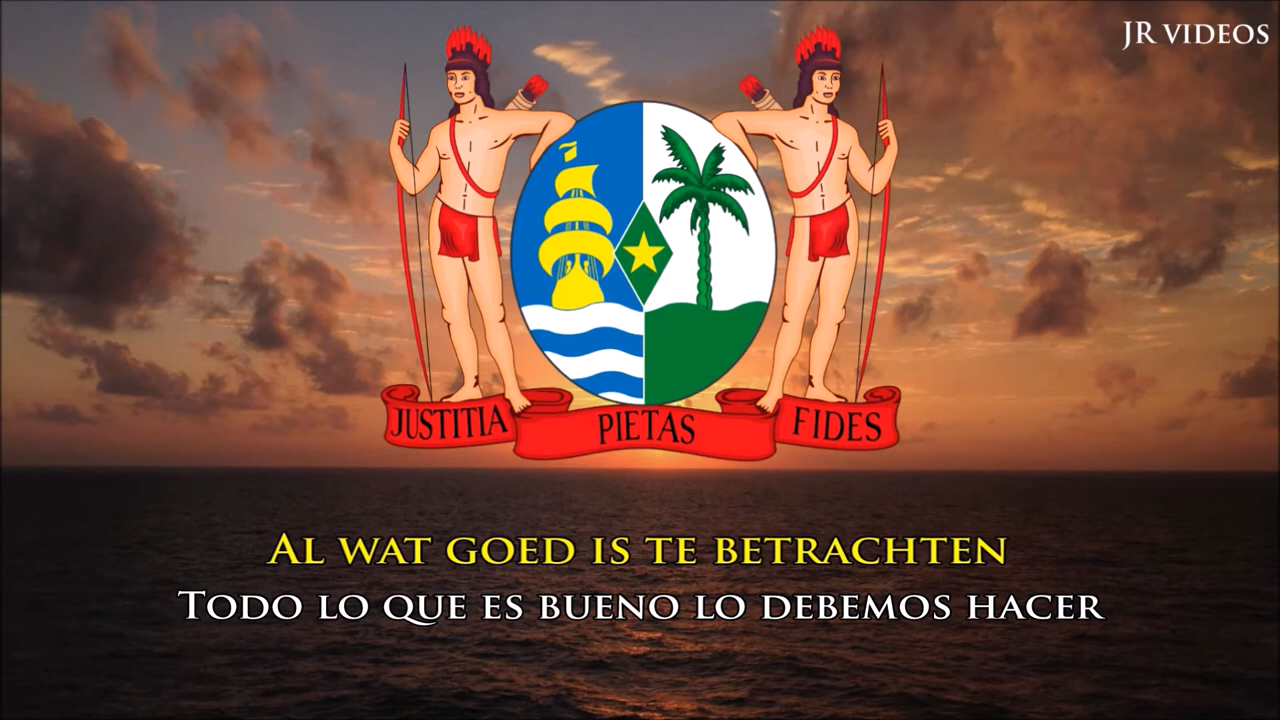 JR VIDEOS
JUSTITIA PIETAS FIDES
AL WAT GOED IS TE BETRACHTEN
TODO LO QUE ES BUENO LO DEBEMOS HACER